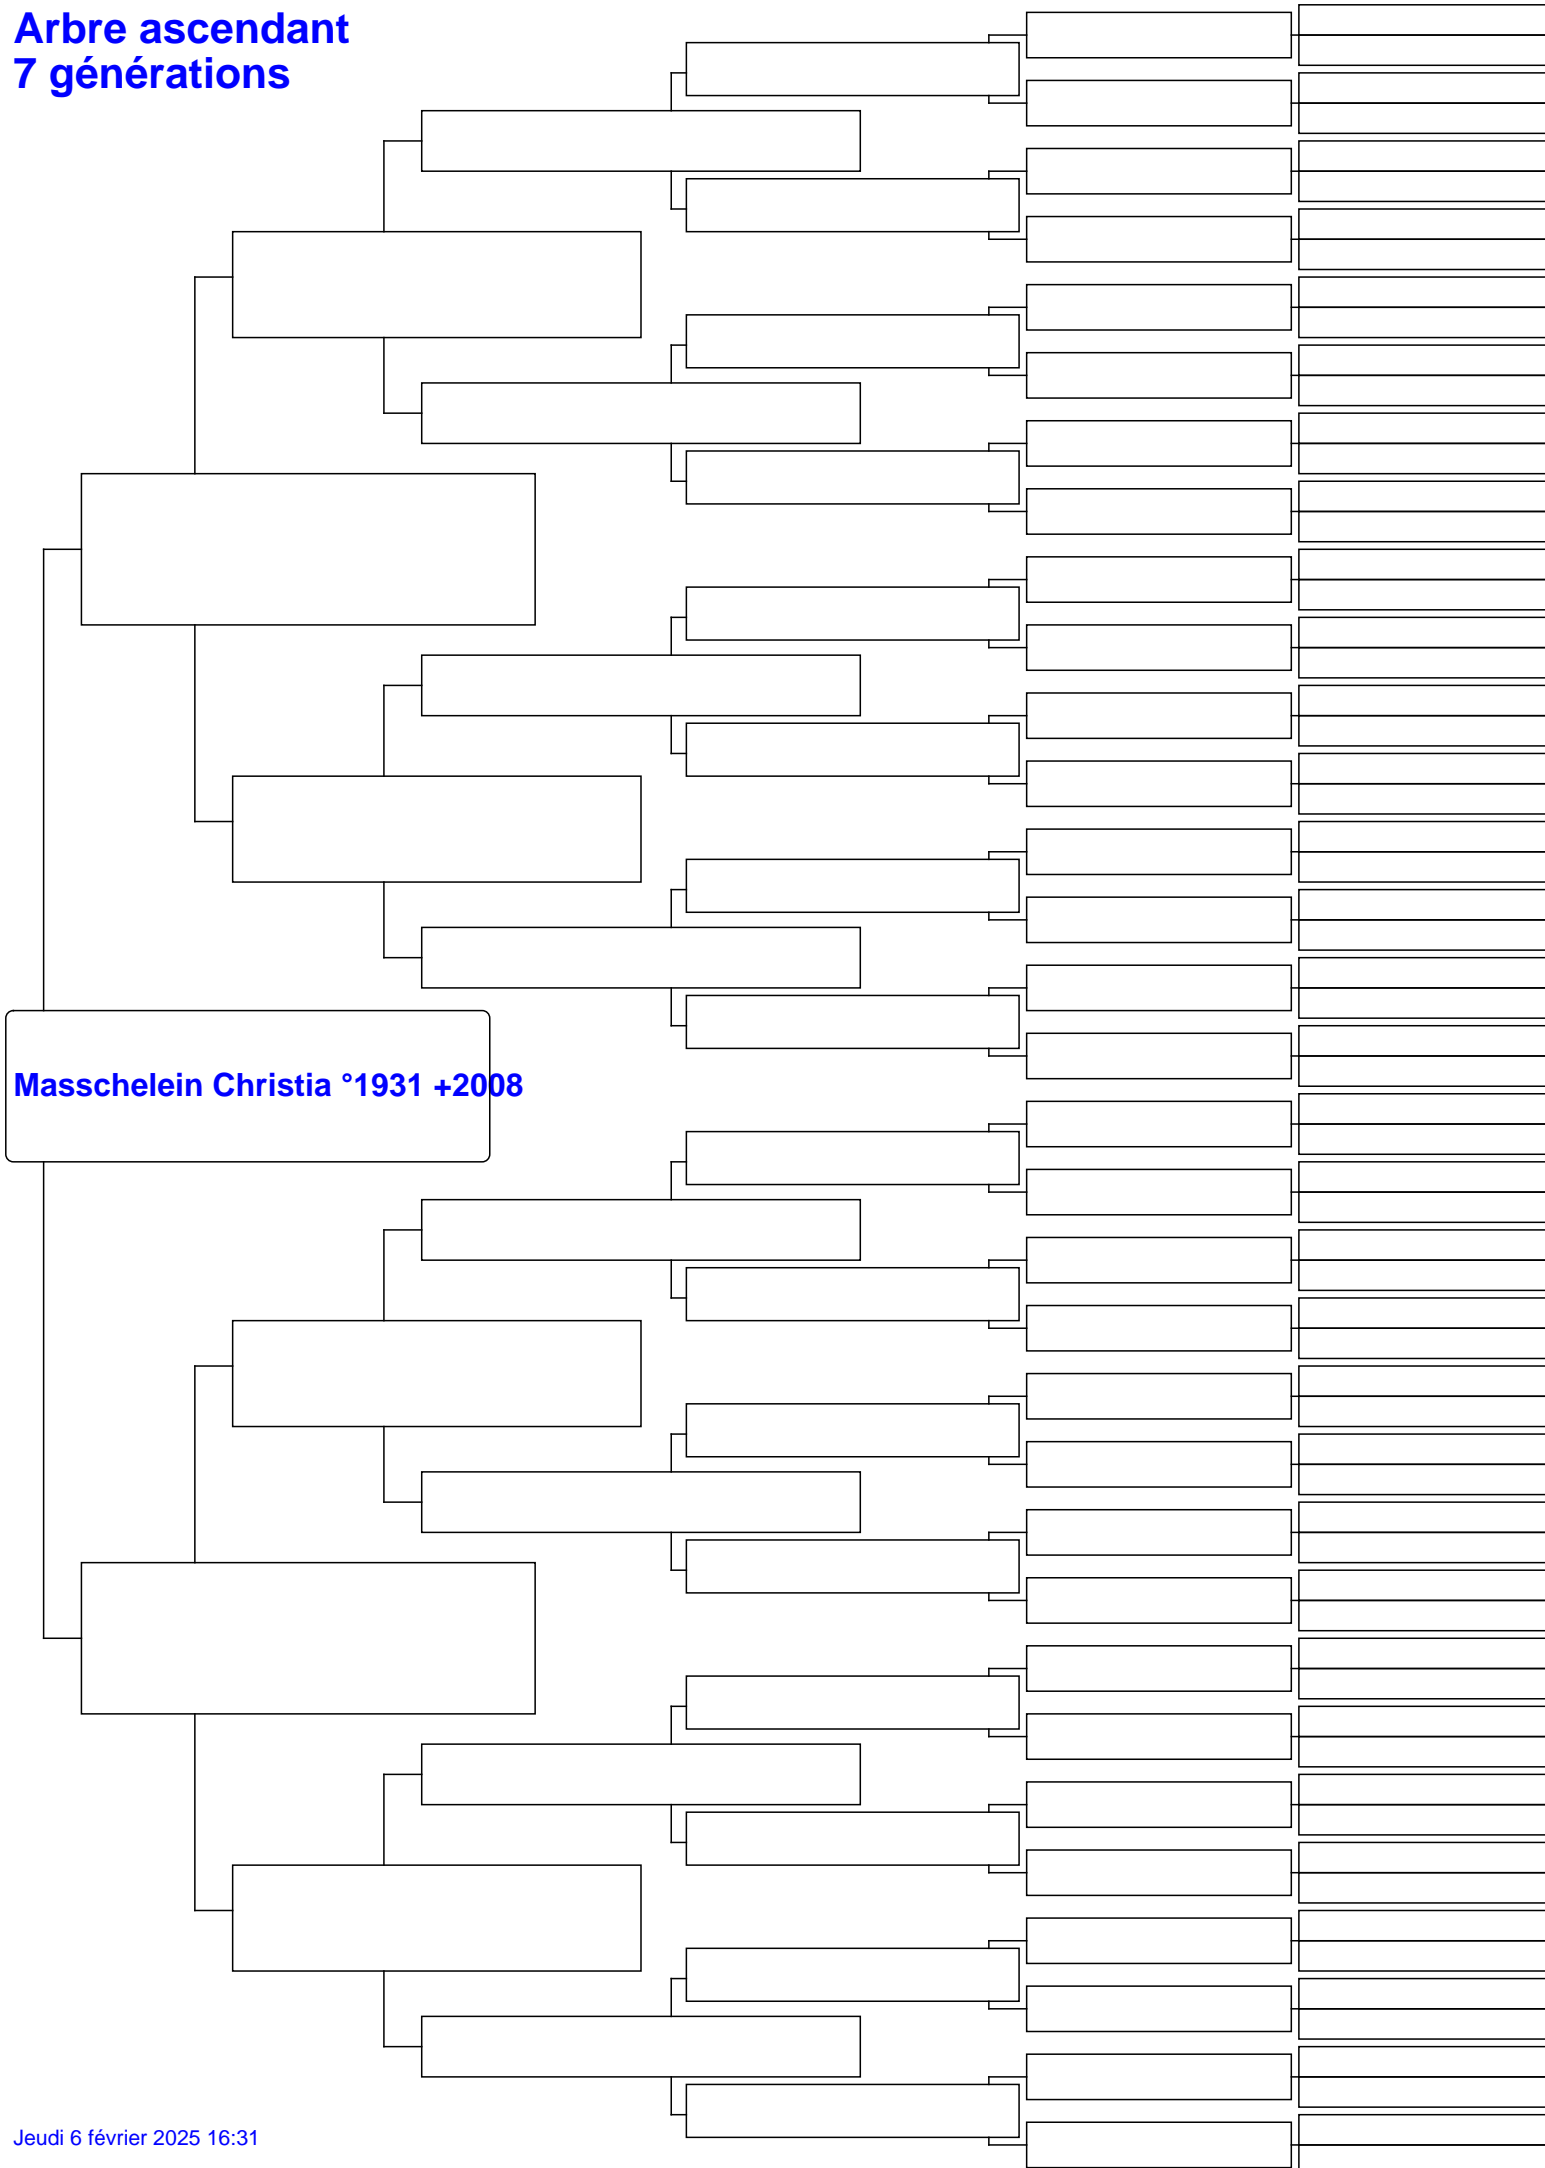 Arbre ascendant
7 générations
Masschelein Christia °1931 +2008
Jeudi 6 février 2025 16:31